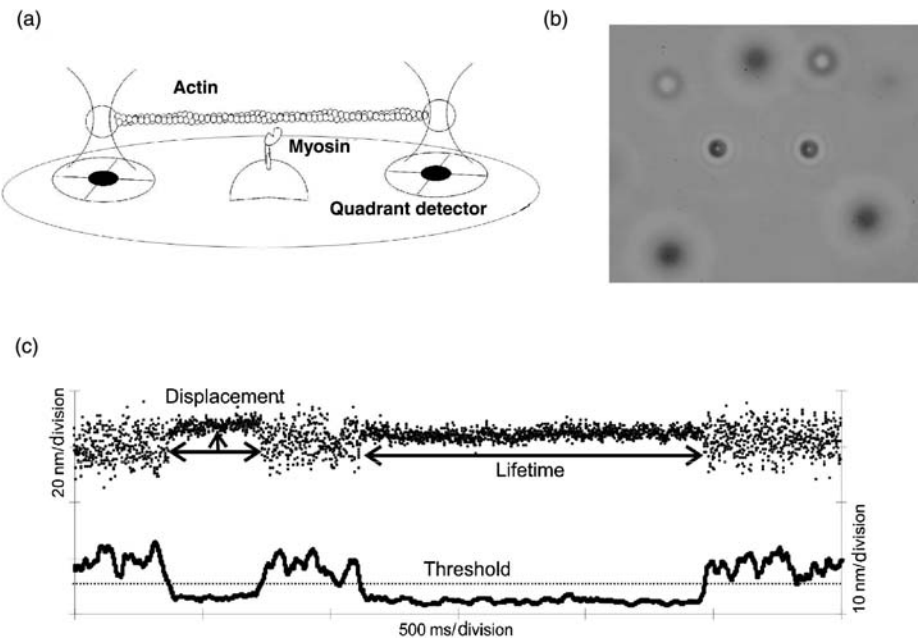 (a)
(b)
Actin
Myosin
Quadrant detector
(c)
Displacement
20 nm/division
Lifetime
Threshold
10 nm/division
500 ms/division